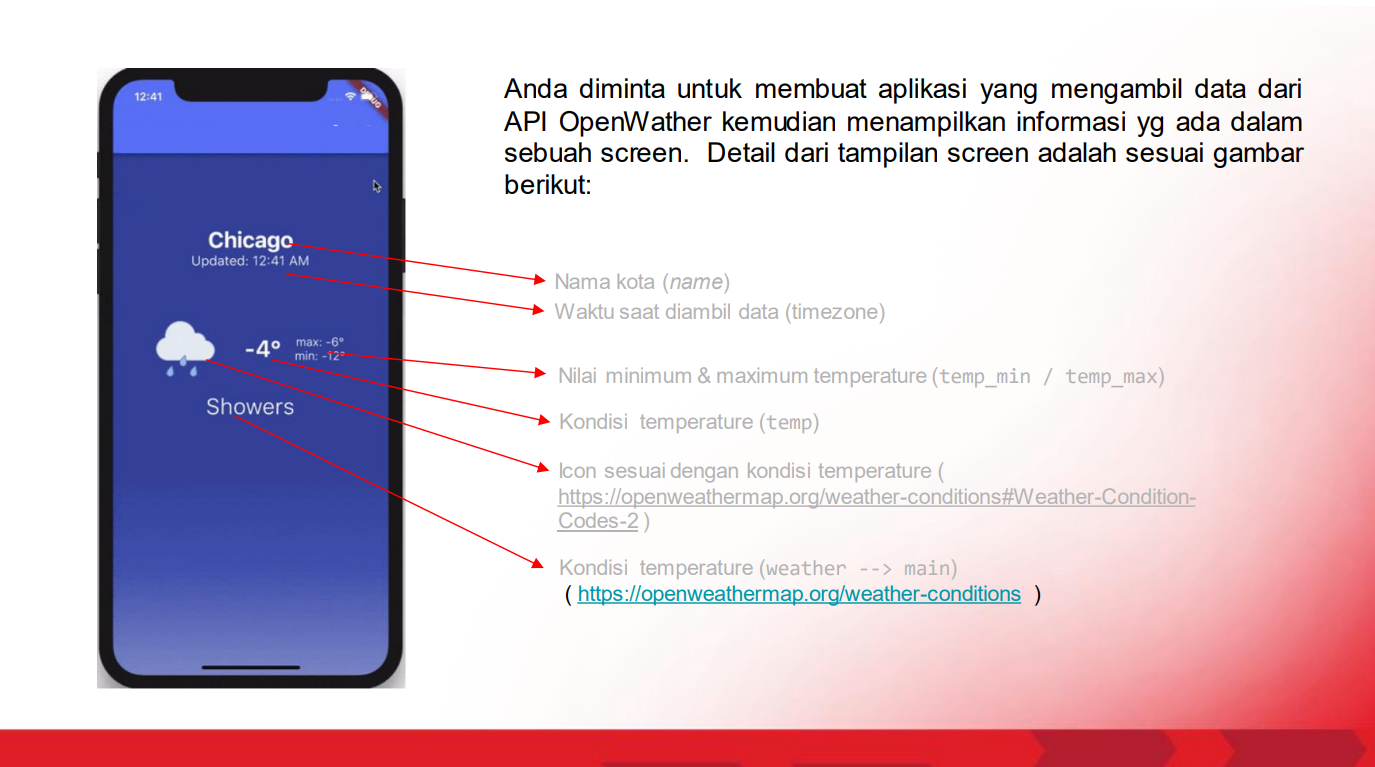 12:41
DEBUG
Chicago
Updated: 12:41 AM
-4°
max: -6°
min: -12°
Showers
Anda diminta untuk membuat aplikasi yang mengambil data dari
API OpenWather kemudian menampilkan informasi yg ada dalam
sebuah screen. Detail dari tampilan screen adalah sesuai gambar
berikut:
Nama kota (name)
Waktu saat diambil data (timezone)
Nilai minimum & maximum temperature (temp_min / temp_max)
Kondisi temperature (temp)
Icon sesuai dengan kondisi temperature (
https://openweathermap.org/weather-conditions#Weather-Condition-
Codes-2 )
Kondisi temperature (weather --> main)
( https://openweathermap.org/weather-conditions )